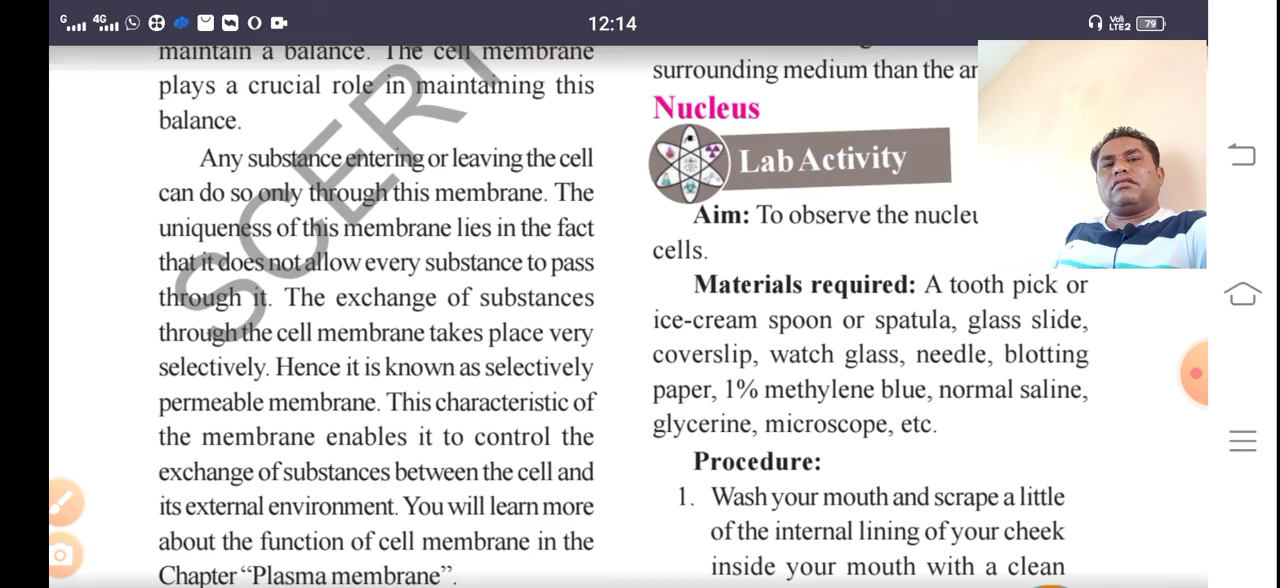 G 4G 12:14 Vo) LTE2 79
maintain a balance. The cell membrane
plays a crucial role in maintaining this
balance.
Any substance entering or leaving the cell
can do so only through this membrane. The
uniqueness of this membrane lies in the fact
that it does not allow every substance to pass
through it. The exchange of substances
through the cell membrane takes place very
selectively. Hence it is known as selectively
permeable membrane. This characteristic of
the membrane enables it to control the
exchange of substances between the cell and
its external environment. You will learn more
about the function of cell membrane in the
Chapter “Plasma membrane”.
SCERT
surrounding medium than the
Nucleus
Lab Activity
Aim: To observe the
cells.
Materials required: A tooth pick or
ice-cream spoon or spatula, glass slide,
coverslip, watch glass, needle, blotting
paper, 1% methylene blue, normal saline,
glycerine, microscope, etc.
Procedure:
1. Wash your mouth and scrape a little
of the internal lining of your cheek
inside your mouth with a clean